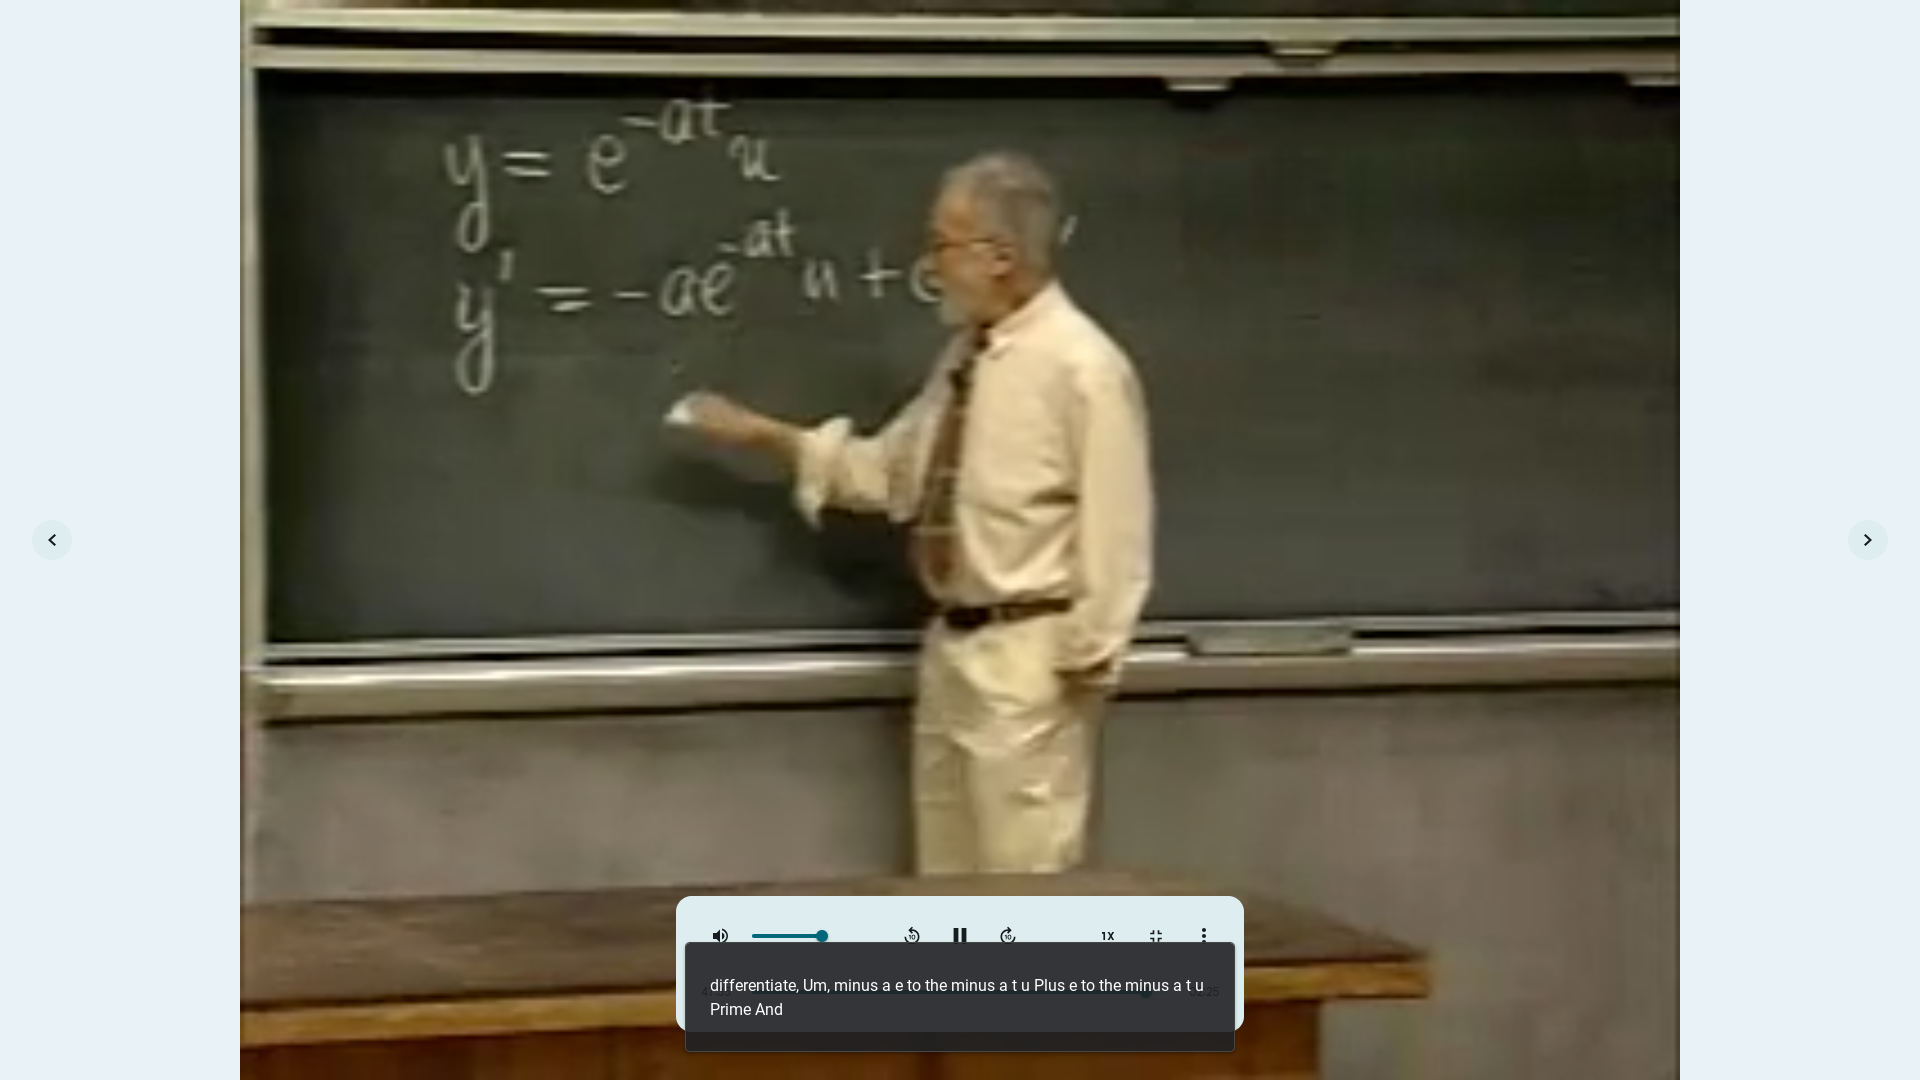 y = e^{-at}u
y' = -ae^{-at}u +
1X
differentiate, Um, minus a e to the minus a t u Plus e to the minus a t u
Prime And